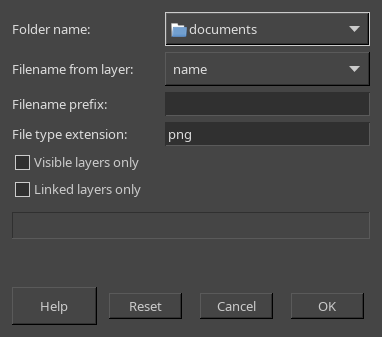 Folder name: documents
Filename from layer: name
Filename prefix:
File type extension: png
Visible layers only
Linked layers only
Help Reset Cancel OK